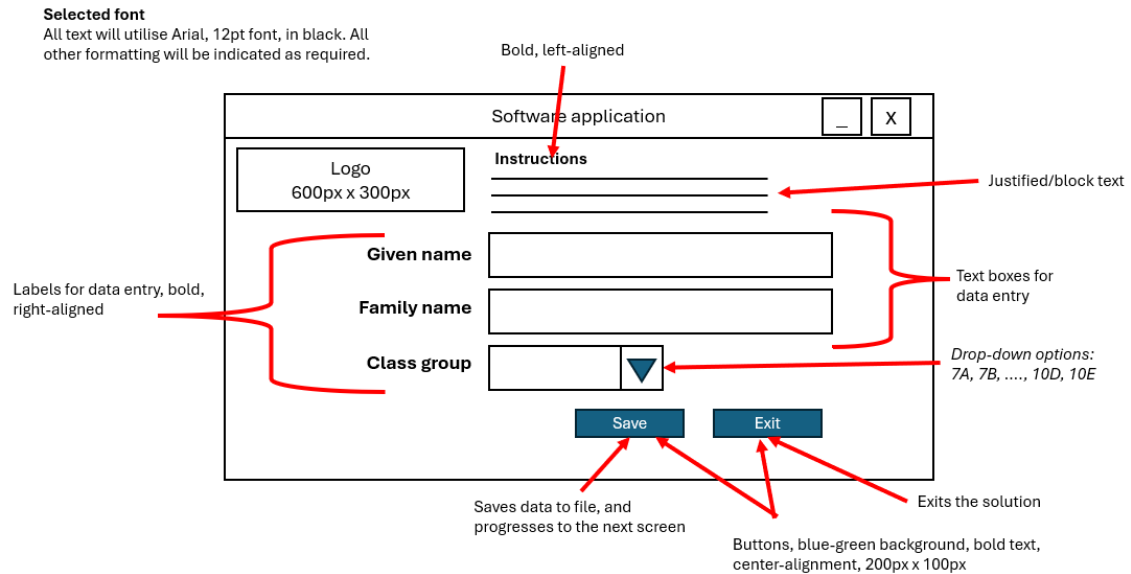 Selected font
All text will utilise Arial, 12pt font, in black. All
other formatting will be indicated as required.
Bold, left-aligned
Software application
_
X
Logo
600px x 300px
Instructions
Justified/block text
Given name
Labels for data entry, bold,
right-aligned
Text boxes for
data entry
Family name
Class group
Drop-down options:
7A, 7B, ...., 10D, 10E
Save
Exit
Saves data to file, and
progresses to the next screen
Exits the solution
Buttons, blue-green background, bold text,
center-alignment, 200px x 100px